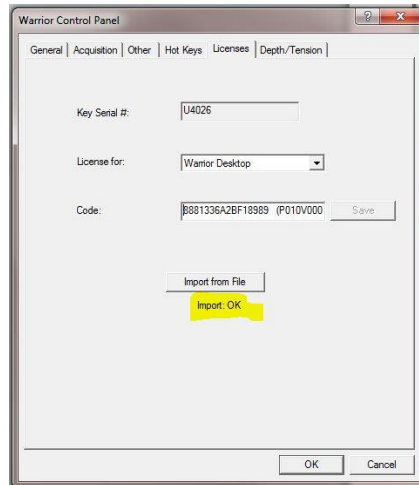 Warrior Control Panel
General Acquisition Other Hot Keys Licenses Depth/Tension
Key Serial #: U4026
License for: Warrior Desktop
Code: 8881336A2BF18989 (P010V000 Save
Import from File
Import: OK
OK Cancel